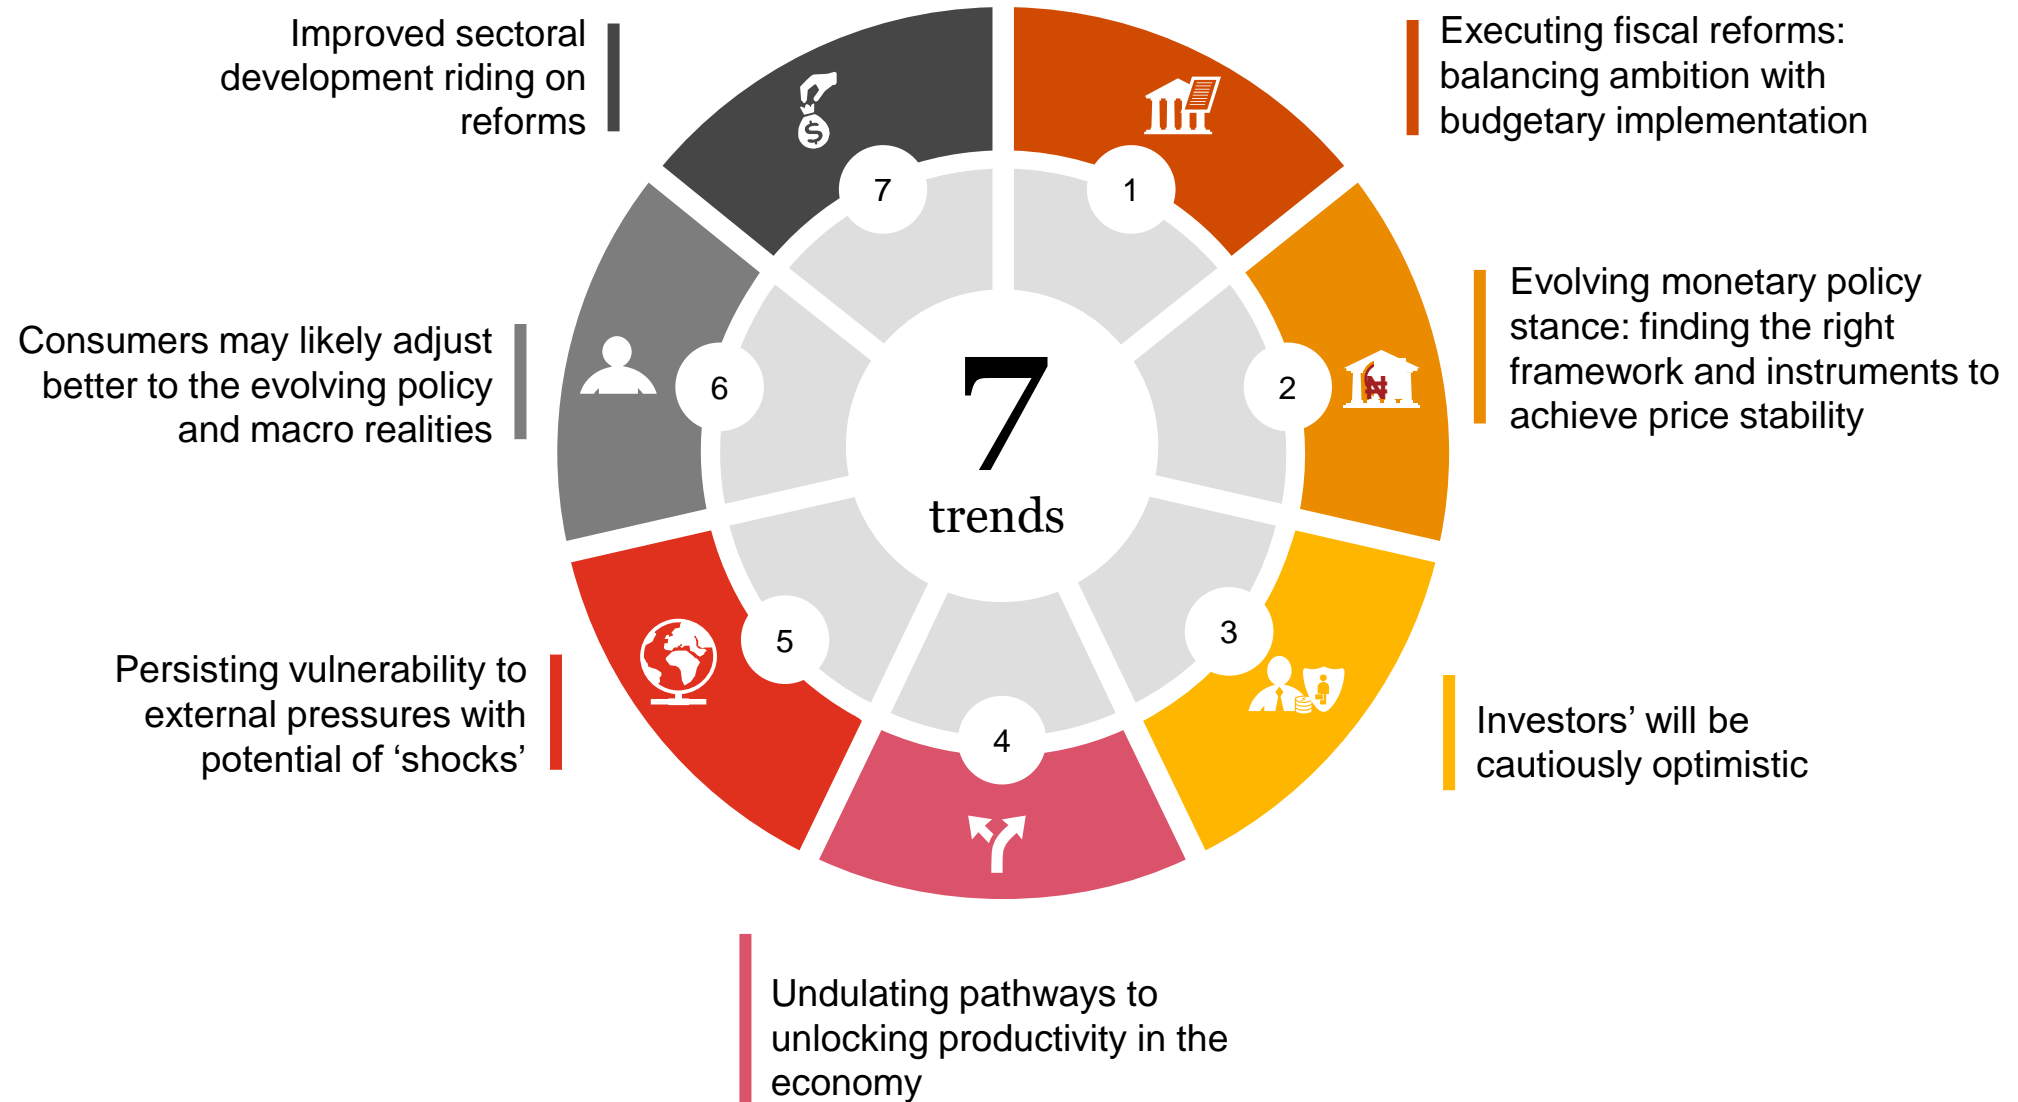 7
trends
1
Executing fiscal reforms:
balancing ambition with
budgetary implementation
2
Evolving monetary policy
stance: finding the right
framework and instruments to
achieve price stability
₦
3
Investors’ will be
cautiously optimistic
4
Undulating pathways to
unlocking productivity in the
economy
5
Persisting vulnerability to
external pressures with
potential of ‘shocks’
6
Consumers may likely adjust
better to the evolving policy
and macro realities
7
$
Improved sectoral
development riding on
reforms